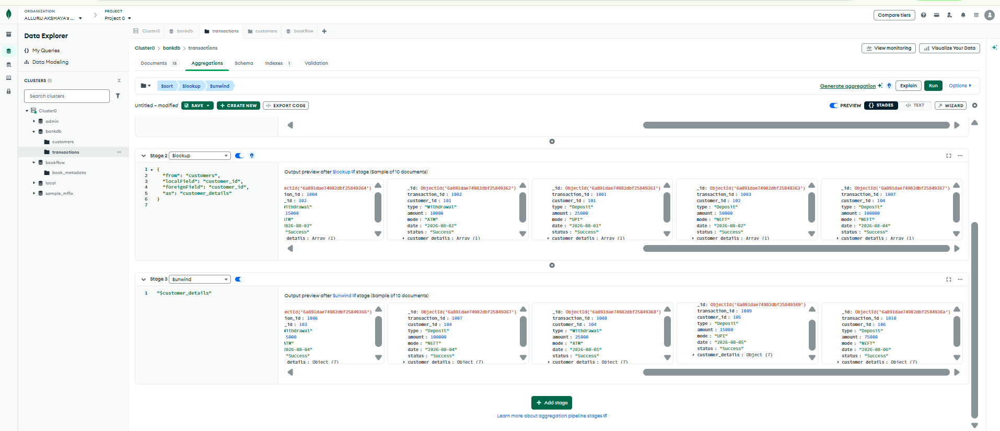 ORGANIZATION
ALLURU AKSHAYA's ...
PROJECT
Project 0
Compare tiers
Data Explorer
My Queries
Data Modeling
CLUSTERS (1)
Search clusters
Cluster0
admin
bankdb
customers
transactions
bookflow
book_metadata
local
sample_mflix
Cluster0
bankdb
transactions
customers
bookflow
Cluster0 > bankdb > transactions
View monitoring
Visualize Your Data
Documents 15
Aggregations
Schema
Indexes 1
Validation
$sort
$lookup
$unwind
Generate aggregation
Explain
Run
Options
Untitled – modified
SAVE
+ CREATE NEW
</> EXPORT CODE
PREVIEW
{} STAGES
</> TEXT
WIZARD
Stage 2 $lookup
1 {
2 "from": "customers",
3 "localField": "customer_id",
4 "foreignField": "customer_id",
5 "as": "customer_details"
6 }
7
Output preview after $lookup stage (Sample of 10 documents)
ectId('6a891dae74982dbf25849364')
ion_id : 1004
_id : 102
Withdrawal"
15000
ATM"
2026-08-03"
"Success"
_details : Array (1)
_id: ObjectId('6a891dae74982dbf25849362')
transaction_id : 1002
customer_id : 101
type : "Withdrawal"
amount : 10000
mode : "ATM"
date : "2026-08-02"
status : "Success"
customer_details : Array (1)
_id: ObjectId('6a891dae74982dbf25849361')
transaction_id : 1001
customer_id : 101
type : "Deposit"
amount : 25000
mode : "UPI"
date : "2026-08-01"
status : "Success"
customer_details : Array (1)
_id: ObjectId('6a891dae74982dbf25849363')
transaction_id : 1003
customer_id : 102
type : "Deposit"
amount : 50000
mode : "NEFT"
date : "2026-08-02"
status : "Success"
customer_details : Array (1)
_id: ObjectId('6a891dae74982dbf25849367')
transaction_id : 1007
customer_id : 104
type : "Deposit"
amount : 100000
mode : "NEFT"
date : "2026-08-04"
status : "Success"
customer_details : Array (1)
Stage 3 $unwind
1 "$customer_details"
Output preview after $unwind stage (Sample of 10 documents)
ectId('6a891dae74982dbf25849366')
ion_id : 1006
_id : 103
Withdrawal"
5000
ATM"
2026-08-04"
"Success"
_details : Object (7)
_id: ObjectId('6a891dae74982dbf25849367')
transaction_id : 1007
customer_id : 104
type : "Deposit"
amount : 100000
mode : "NEFT"
date : "2026-08-04"
status : "Success"
customer_details : Object (7)
_id: ObjectId('6a891dae74982dbf25849368')
transaction_id : 1008
customer_id : 104
type : "Withdrawal"
amount : 25000
mode : "ATM"
date : "2026-08-05"
status : "Success"
customer_details : Object (7)
_id: ObjectId('6a891dae74982dbf25849369')
transaction_id : 1009
customer_id : 105
type : "Deposit"
amount : 15000
mode : "UPI"
date : "2026-08-05"
status : "Success"
customer_details : Object (7)
_id: ObjectId('6a891dae74982dbf2584936a')
transaction_id : 1010
customer_id : 106
type : "Deposit"
amount : 75000
mode : "NEFT"
date : "2026-08-06"
status : "Success"
customer_details : Object (7)
+ Add stage
Learn more about aggregation pipeline stages